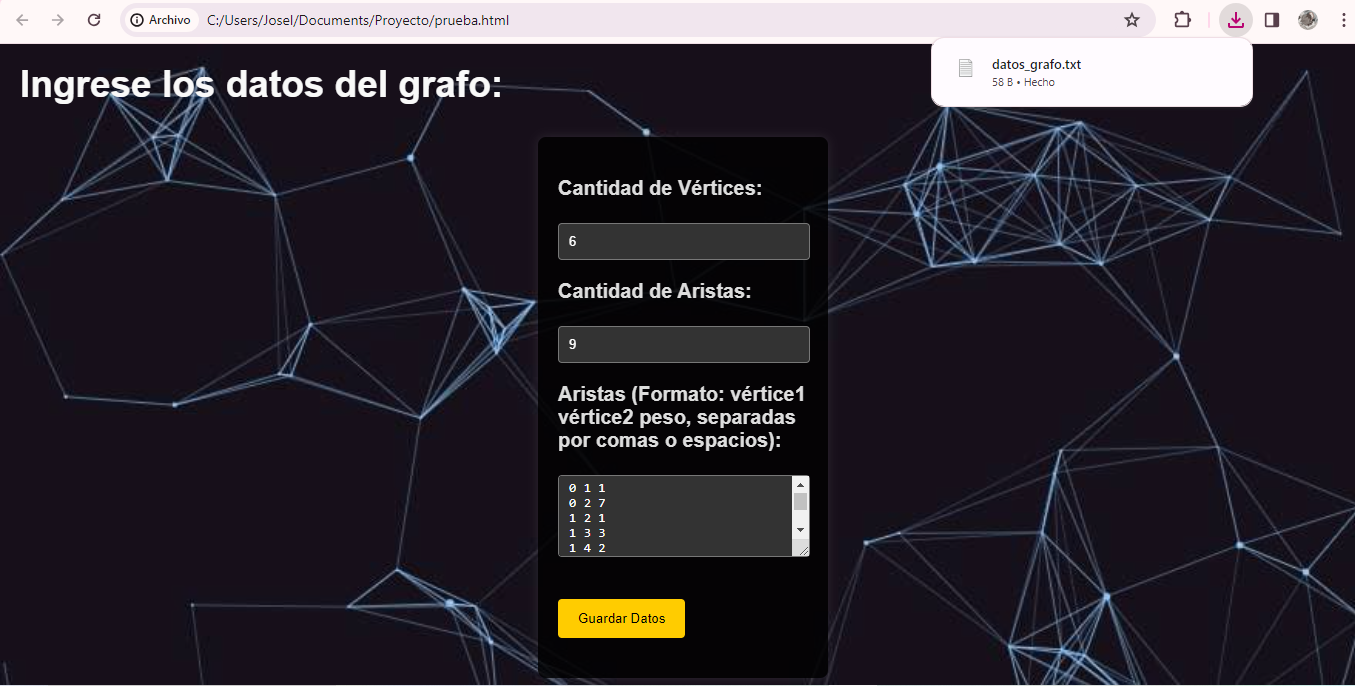 Archivo
C:/Users/Josel/Documents/Proyecto/prueba.html
datos_grafo.txt
58 B • Hecho
Ingrese los datos del grafo:
Cantidad de Vértices:
6
Cantidad de Aristas:
9
Aristas (Formato: vértice1
vértice2 peso, separadas
por comas o espacios):
0 1 1
0 2 7
1 2 1
1 3 3
1 4 2
Guardar Datos